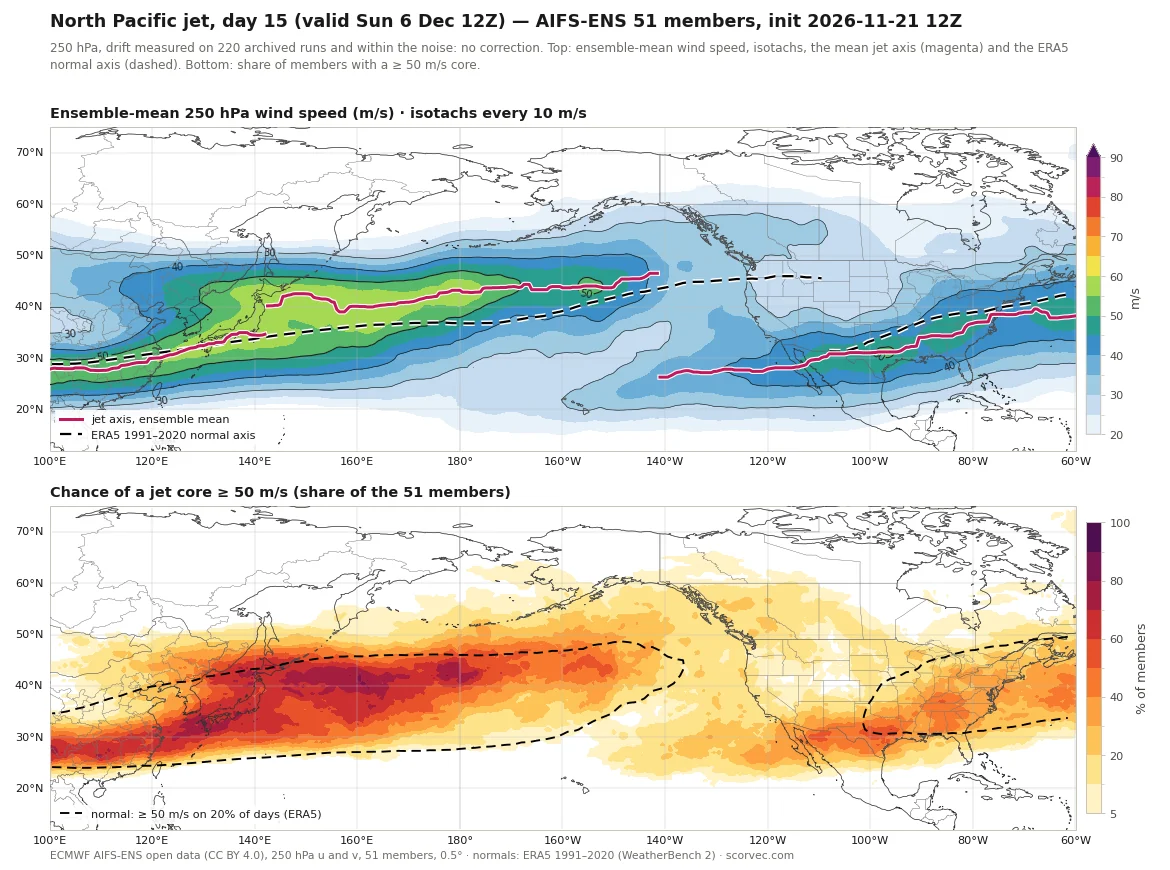 North Pacific jet, day 15 (valid Sun 6 Dec 12Z) — AIFS-ENS 51 members, init 2026-11-21 12Z
250 hPa, drift measured on 220 archived runs and within the noise: no correction. Top: ensemble-mean wind speed, isotachs, the mean jet axis (magenta) and the ERA5
normal axis (dashed). Bottom: share of members with a ≥ 50 m/s core.
Ensemble-mean 250 hPa wind speed (m/s) · isotachs every 10 m/s
70°N
60°N
50°N
40°N
30°N
20°N
30
40
30
50
30
50
40
jet axis, ensemble mean
ERA5 1991–2020 normal axis
100°E 120°E 140°E 160°E 180° 160°W 140°W 120°W 100°W 80°W 60°W
90
80
70
60
50
40
30
20
m/s
Chance of a jet core ≥ 50 m/s (share of the 51 members)
70°N
60°N
50°N
40°N
30°N
20°N
normal: ≥ 50 m/s on 20% of days (ERA5)
100°E 120°E 140°E 160°E 180° 160°W 140°W 120°W 100°W 80°W 60°W
100
80
60
40
20
5
% of members
ECMWF AIFS-ENS open data (CC BY 4.0), 250 hPa u and v, 51 members, 0.5° · normals: ERA5 1991–2020 (WeatherBench 2) · scorvec.com